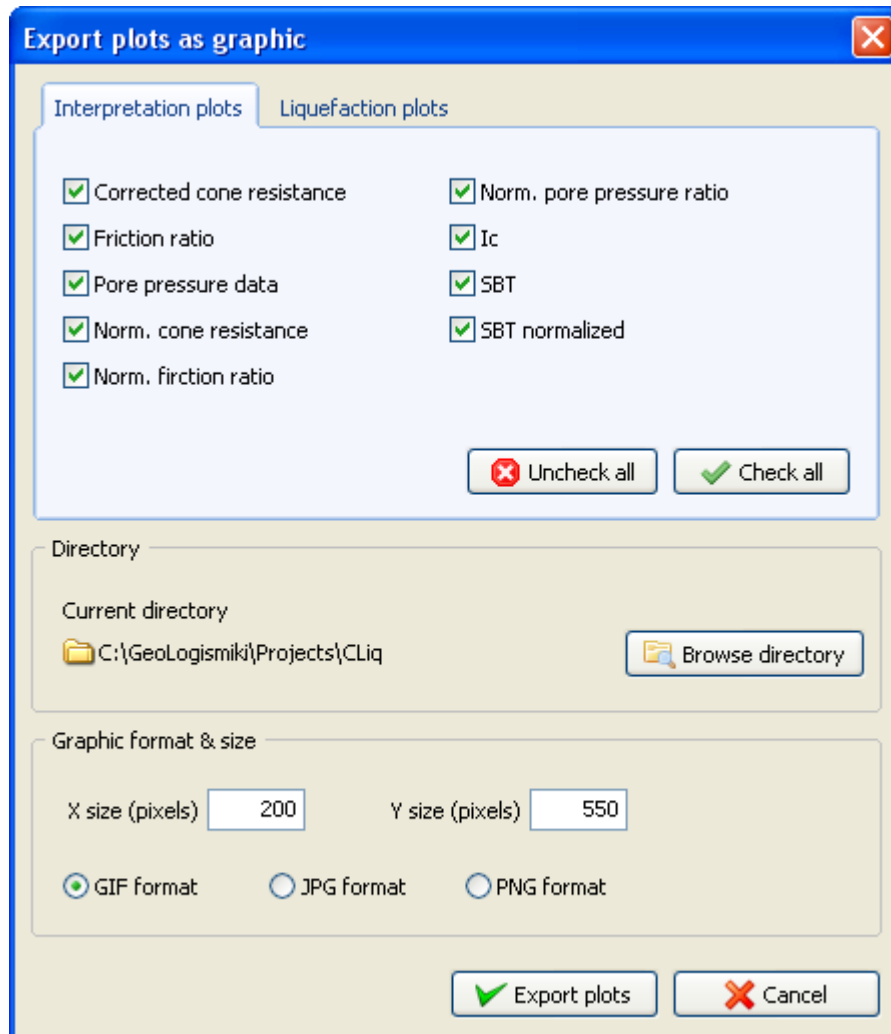 Export plots as graphic
Interpretation plots
Liquefaction plots
Corrected cone resistance
Friction ratio
Pore pressure data
Norm. cone resistance
Norm. firction ratio
Norm. pore pressure ratio
Ic
SBT
SBT normalized
Uncheck all
Check all
Directory
Current directory
C:\GeoLogismiki\Projects\CLiq
Browse directory
Graphic format & size
X size (pixels) 200
Y size (pixels) 550
GIF format
JPG format
PNG format
Export plots
Cancel